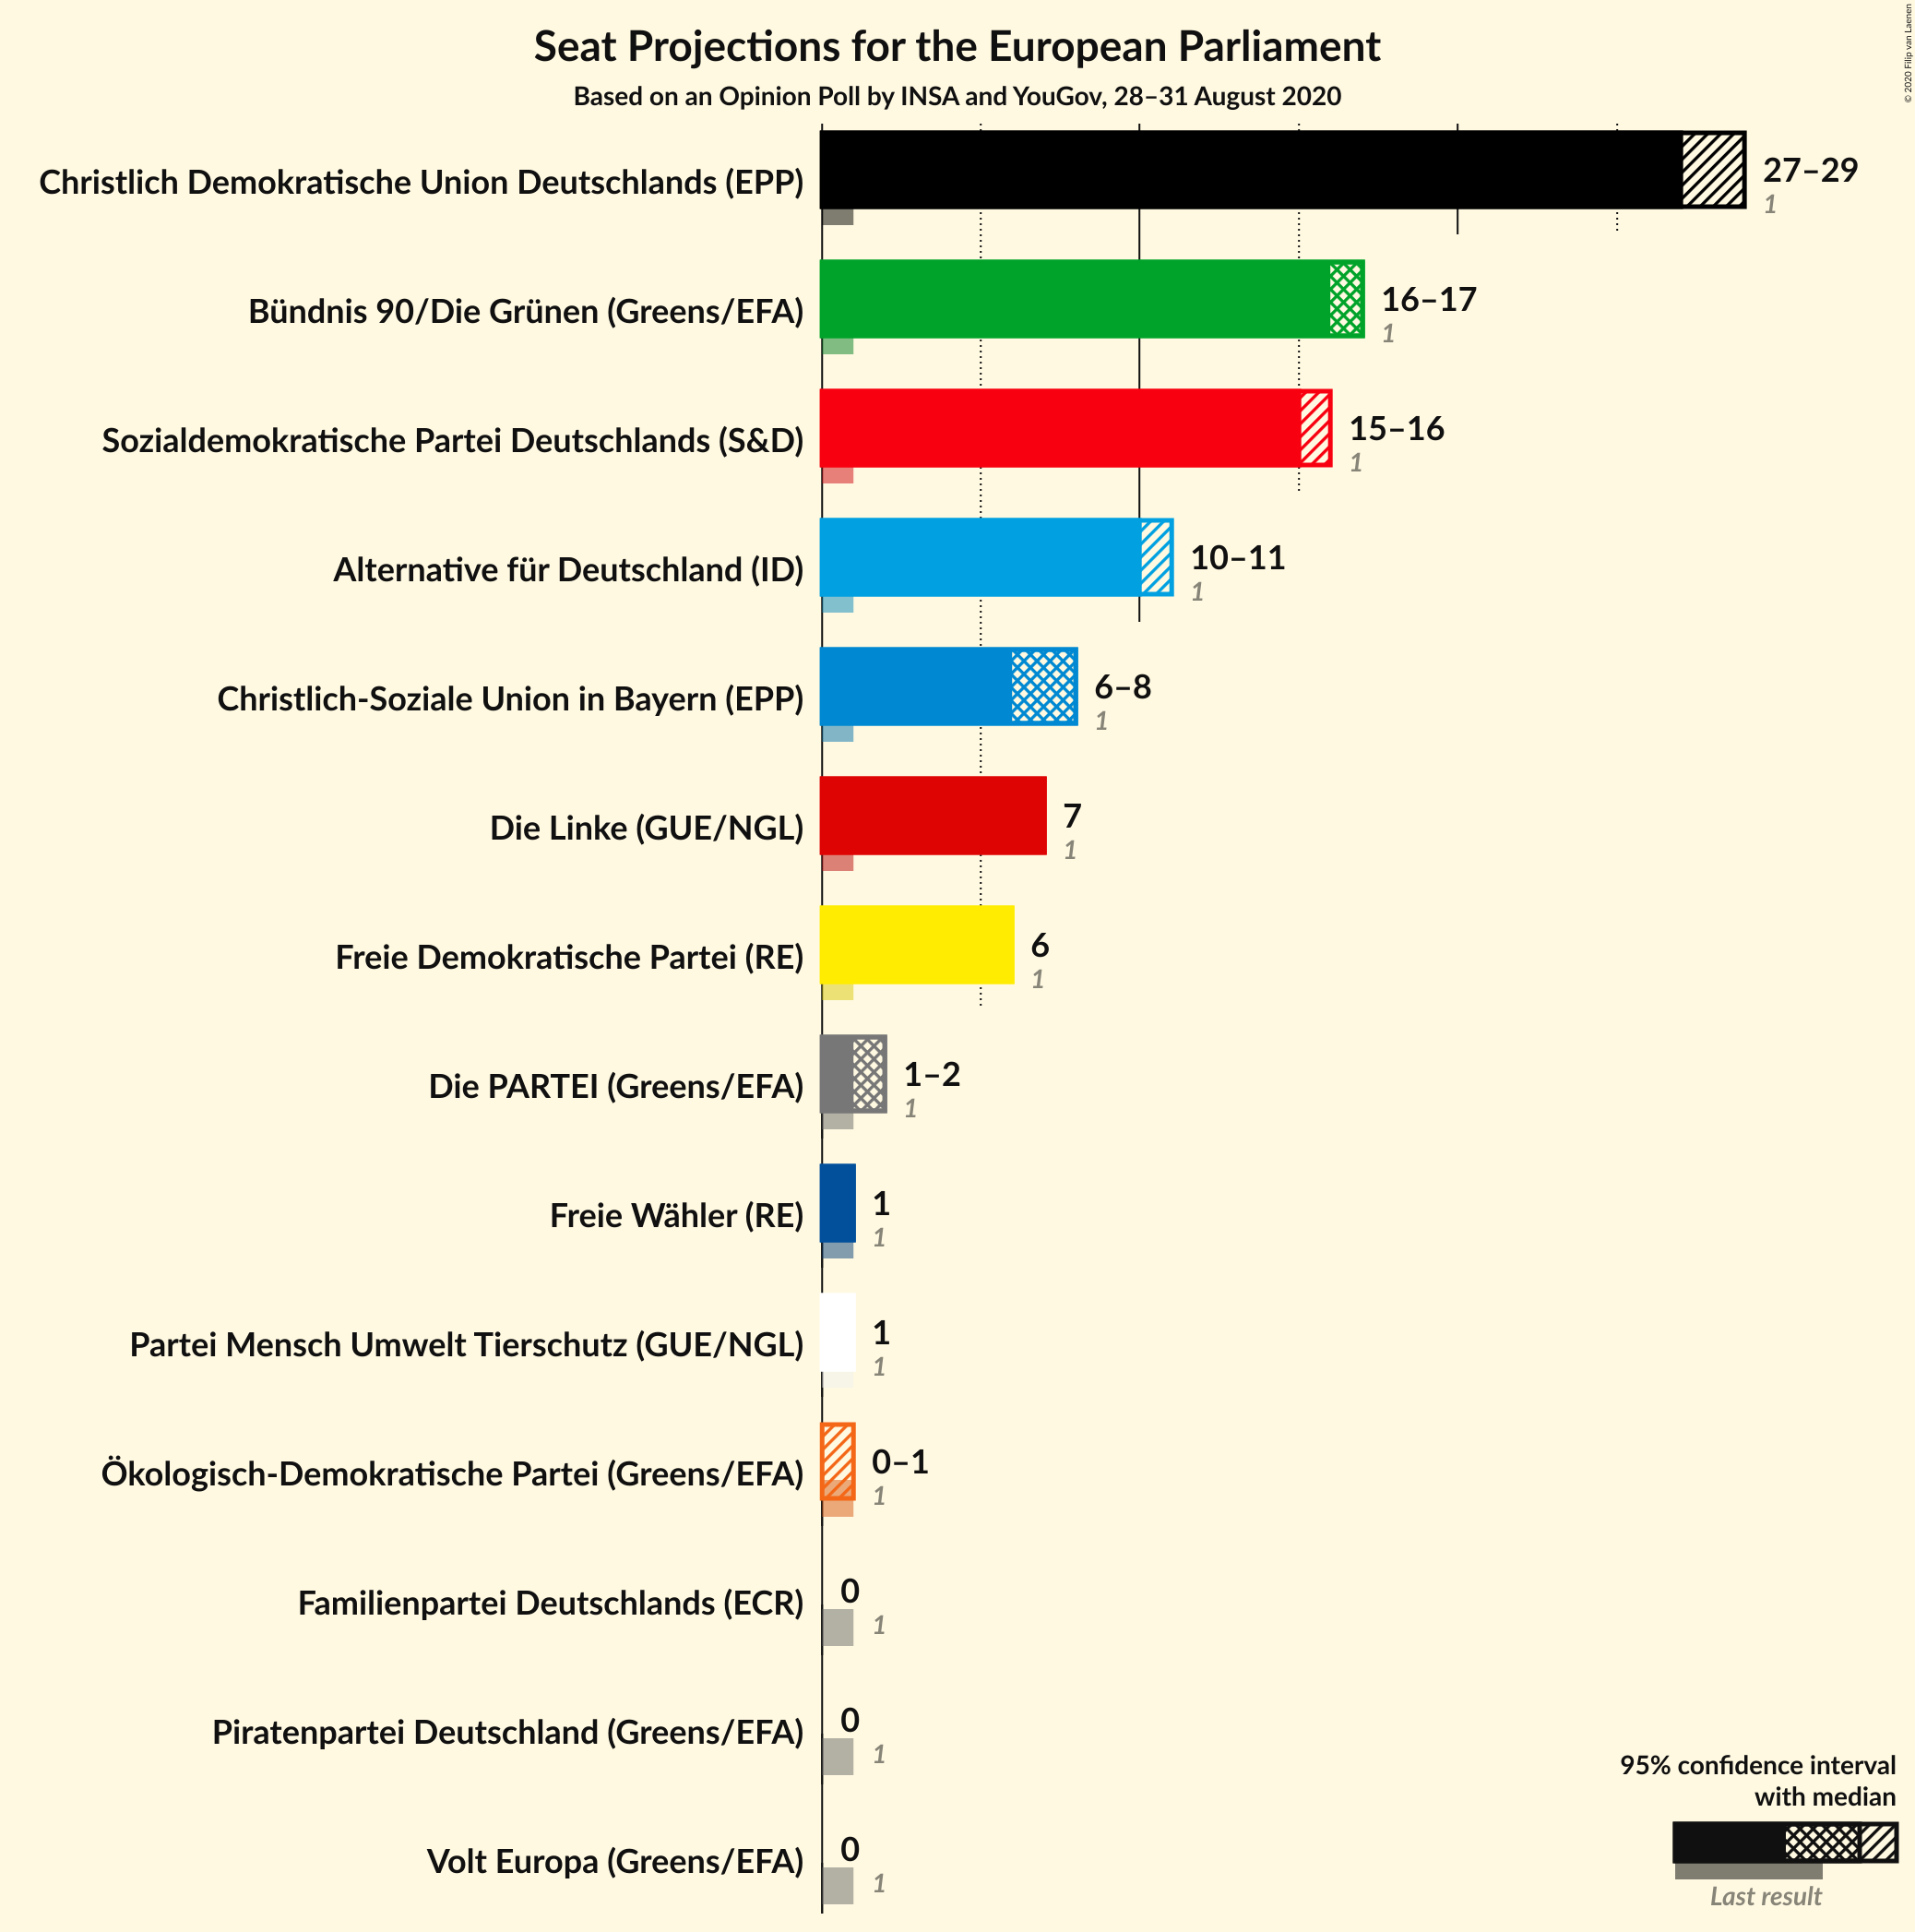 Seat Projections for the European Parliament
Based on an Opinion Poll by INSA and YouGov, 28–31 August 2020
© 2020 Filip van Laenen
Christlich Demokratische Union Deutschlands (EPP)
27–29
1
Bündnis 90/Die Grünen (Greens/EFA)
16–17
1
Sozialdemokratische Partei Deutschlands (S&D)
15–16
1
Alternative für Deutschland (ID)
10–11
1
Christlich-Soziale Union in Bayern (EPP)
6–8
1
Die Linke (GUE/NGL)
7
1
Freie Demokratische Partei (RE)
6
1
Die PARTEI (Greens/EFA)
1–2
1
Freie Wähler (RE)
1
1
Partei Mensch Umwelt Tierschutz (GUE/NGL)
1
1
Ökologisch-Demokratische Partei (Greens/EFA)
0–1
1
Familienpartei Deutschlands (ECR)
0
1
Piratenpartei Deutschland (Greens/EFA)
0
1
Volt Europa (Greens/EFA)
0
1
95% confidence interval
with median
Last result